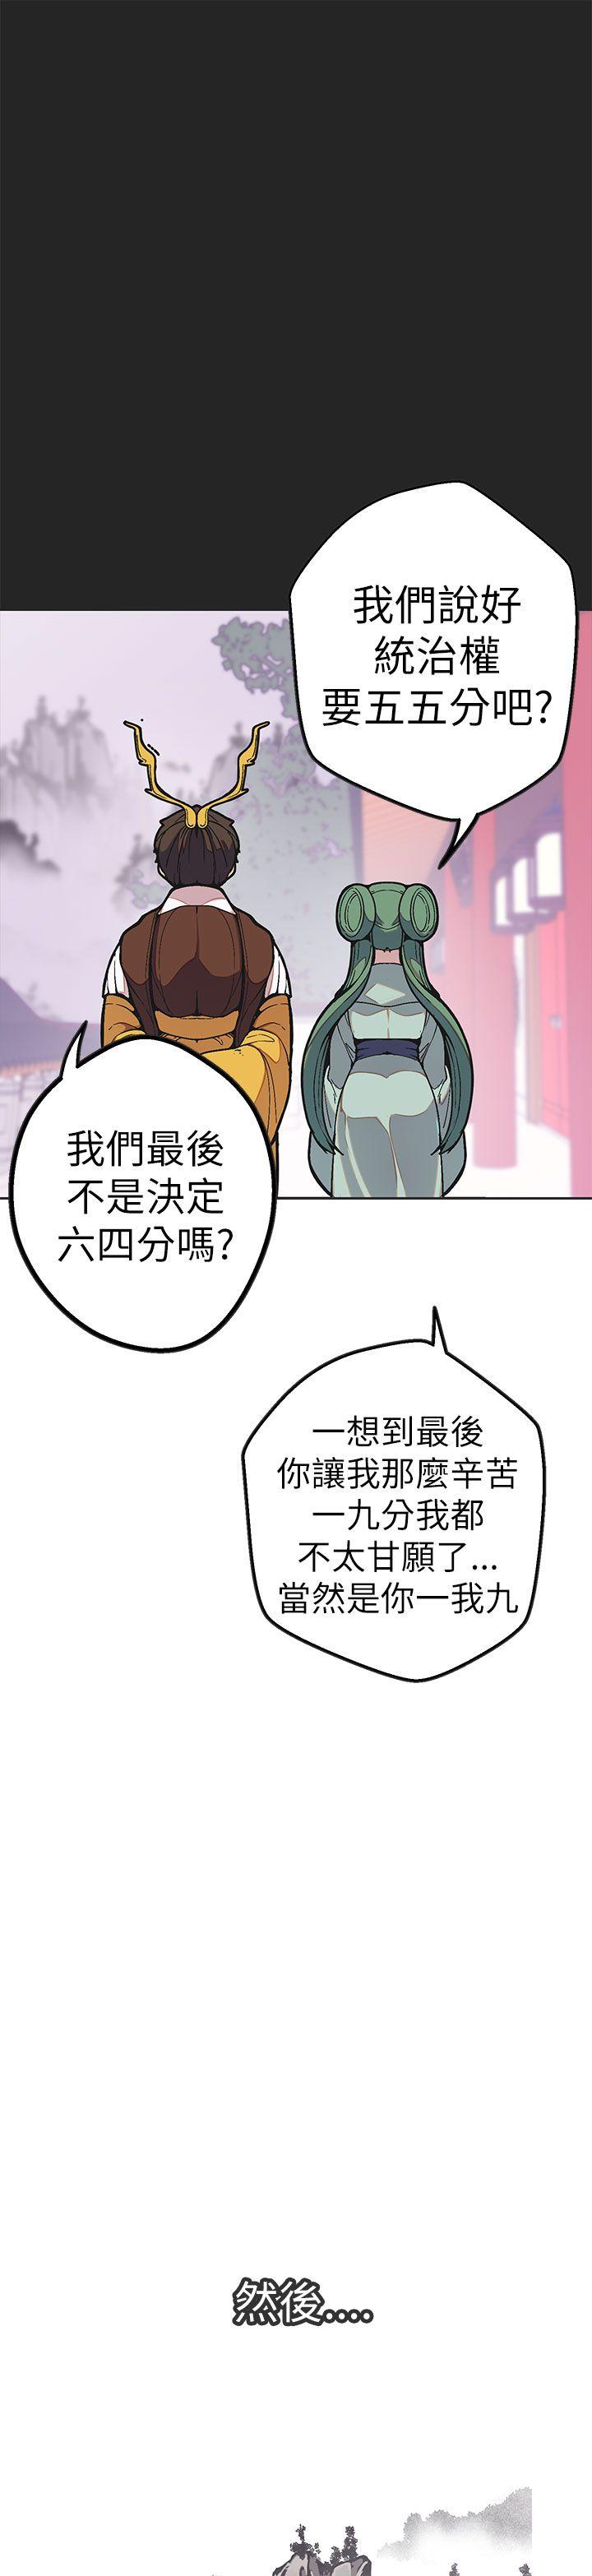 我們說好
統治權
要五五分吧?
我們最後
不是決定
六四分嗎?
一想到最後
你讓我那麼辛苦
一九分我都
不太甘願了...
當然是你一我九
然後....